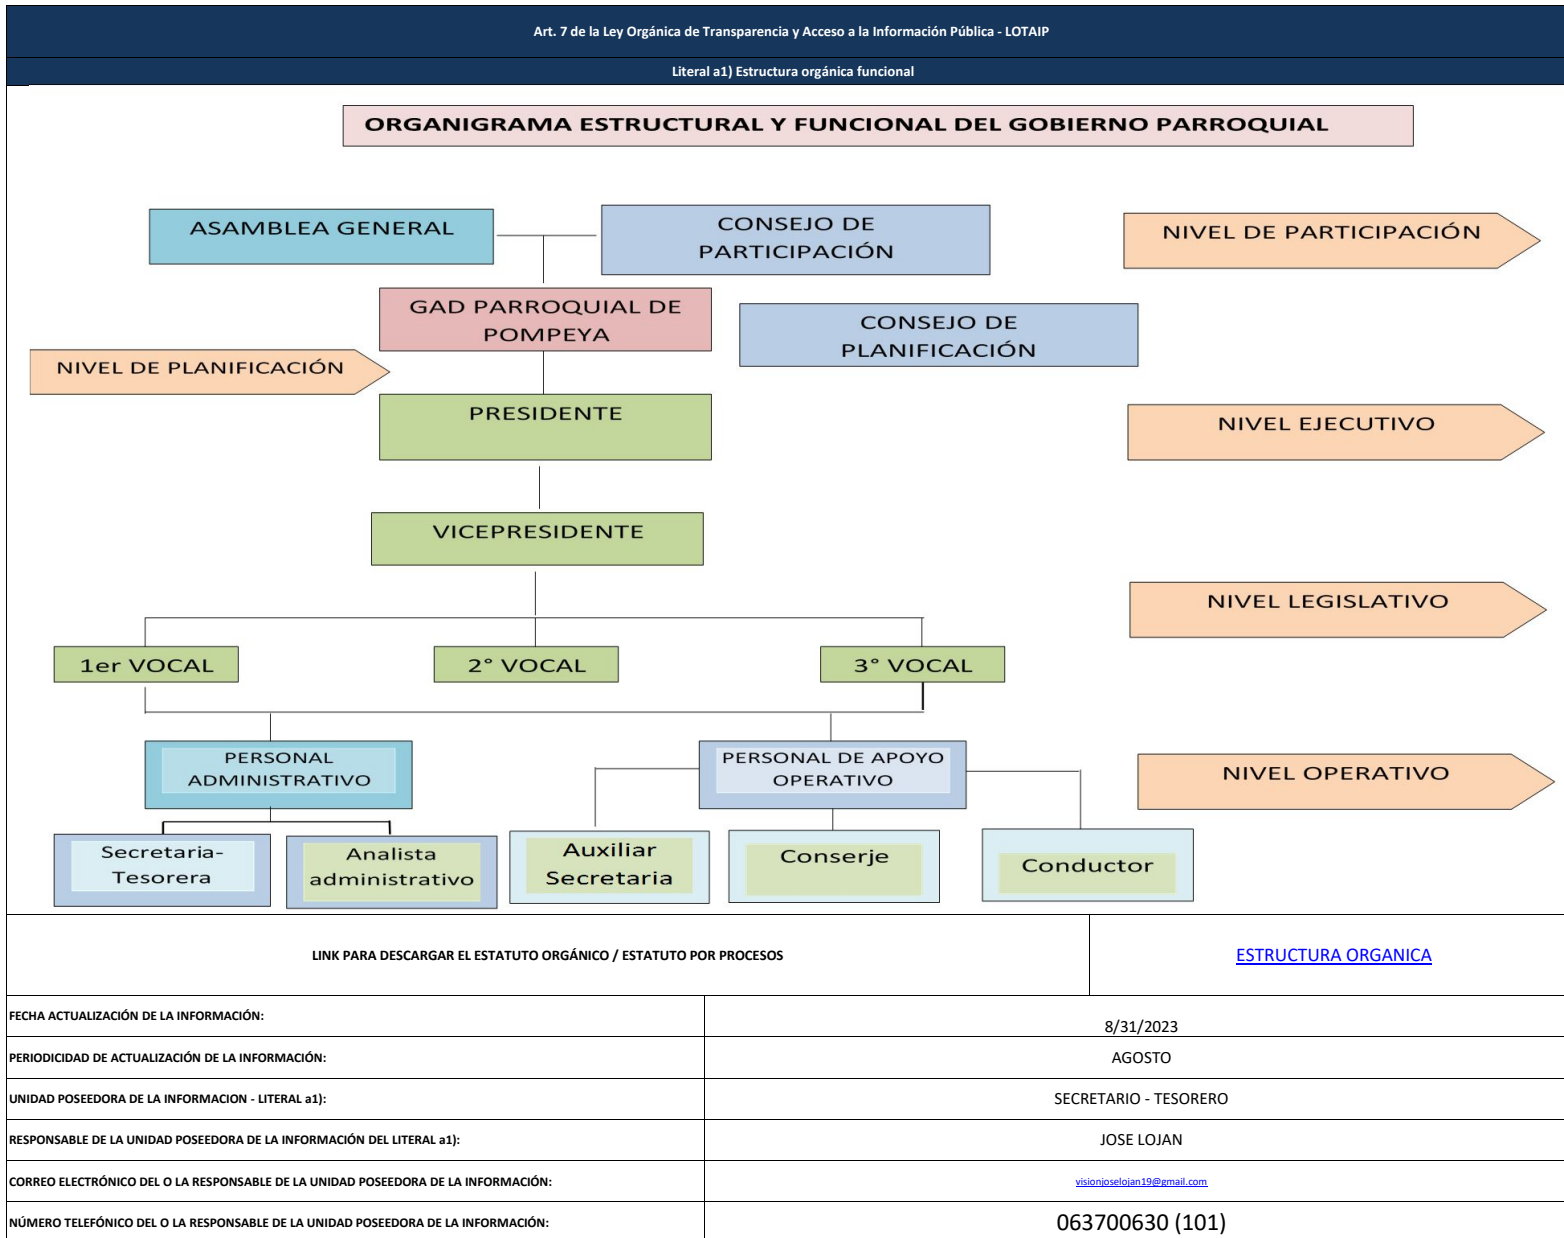 Art. 7 de la Ley Orgánica de Transparencia y Acceso a la Información Pública - LOTAIP
Literal a1) Estructura orgánica funcional
ORGANIGRAMA ESTRUCTURAL Y FUNCIONAL DEL GOBIERNO PARROQUIAL
ASAMBLEA GENERAL
CONSEJO DE
PARTICIPACIÓN
NIVEL DE PARTICIPACIÓN
GAD PARROQUIAL DE
POMPEYA
CONSEJO DE
PLANIFICACIÓN
NIVEL DE PLANIFICACIÓN
PRESIDENTE
NIVEL EJECUTIVO
VICEPRESIDENTE
NIVEL LEGISLATIVO
1er VOCAL
2° VOCAL
3° VOCAL
PERSONAL
ADMINISTRATIVO
PERSONAL DE APOYO
OPERATIVO
NIVEL OPERATIVO
Secretaria-
Tesorera
Analista
administrativo
Auxiliar
Secretaria
Conserje
Conductor
LINK PARA DESCARGAR EL ESTATUTO ORGÁNICO / ESTATUTO POR PROCESOS
ESTRUCTURA ORGANICA
FECHA ACTUALIZACIÓN DE LA INFORMACIÓN:
8/31/2023
PERIODICIDAD DE ACTUALIZACIÓN DE LA INFORMACIÓN:
AGOSTO
UNIDAD POSEEDORA DE LA INFORMACION - LITERAL a1):
SECRETARIO - TESORERO
RESPONSABLE DE LA UNIDAD POSEEDORA DE LA INFORMACIÓN DEL LITERAL a1):
JOSE LOJAN
CORREO ELECTRÓNICO DEL O LA RESPONSABLE DE LA UNIDAD POSEEDORA DE LA INFORMACIÓN:
visionjoselojan19@gmail.com
NÚMERO TELEFÓNICO DEL O LA RESPONSABLE DE LA UNIDAD POSEEDORA DE LA INFORMACIÓN:
063700630 (101)